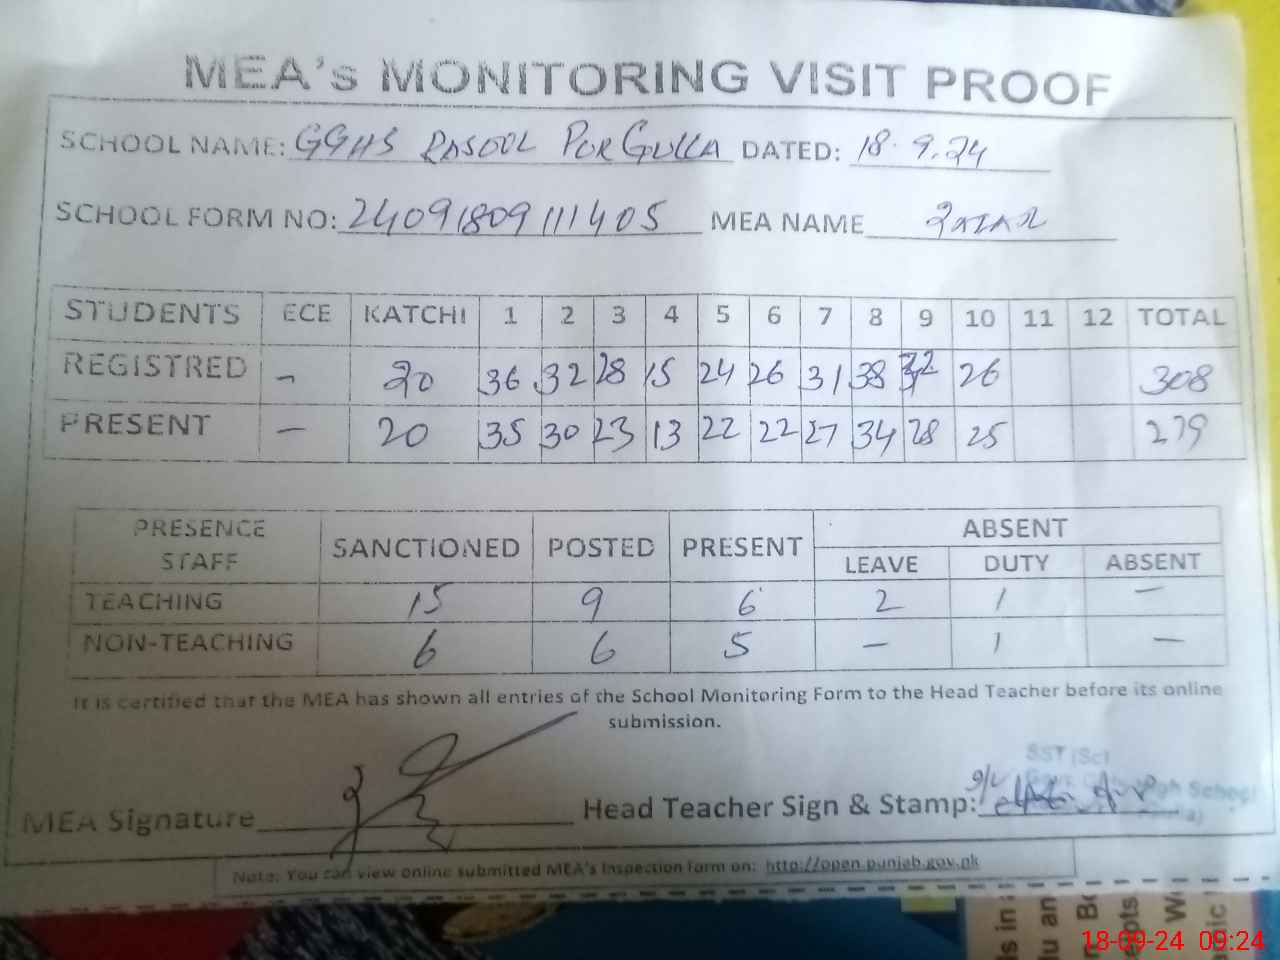 MEA's MONITORING VISIT PROOF
SCHOOL NAME: GGHS RASOOL PUR GULLA DATED: 18.9.24
SCHOOL FORM NO: 24091809111405 MEA NAME
STUDENTS ECE KATCHI 1 2 3 4 5 6 7 8 9 10 11 12 TOTAL
REGISTRED – 20 36 32 28 15 24 26 31 38 32 26 308
PRESENT – 20 35 30 23 13 22 22 27 34 28 25 279
PRESENCE STAFF SANCTIONED POSTED PRESENT ABSENT
LEAVE DUTY ABSENT
TEACHING 15 9 6 2 1 –
NON-TEACHING 6 6 5 – 1 –
It is certified that the MEA has shown all entries of the School Monitoring Form to the Head Teacher before its online
submission.
SST (Sc)
MEA Signature Head Teacher Sign & Stamp: School
Note: You can view online submitted MEA's Inspection Form on: http://open.punjab.gov.pk
18-09-24 09:24